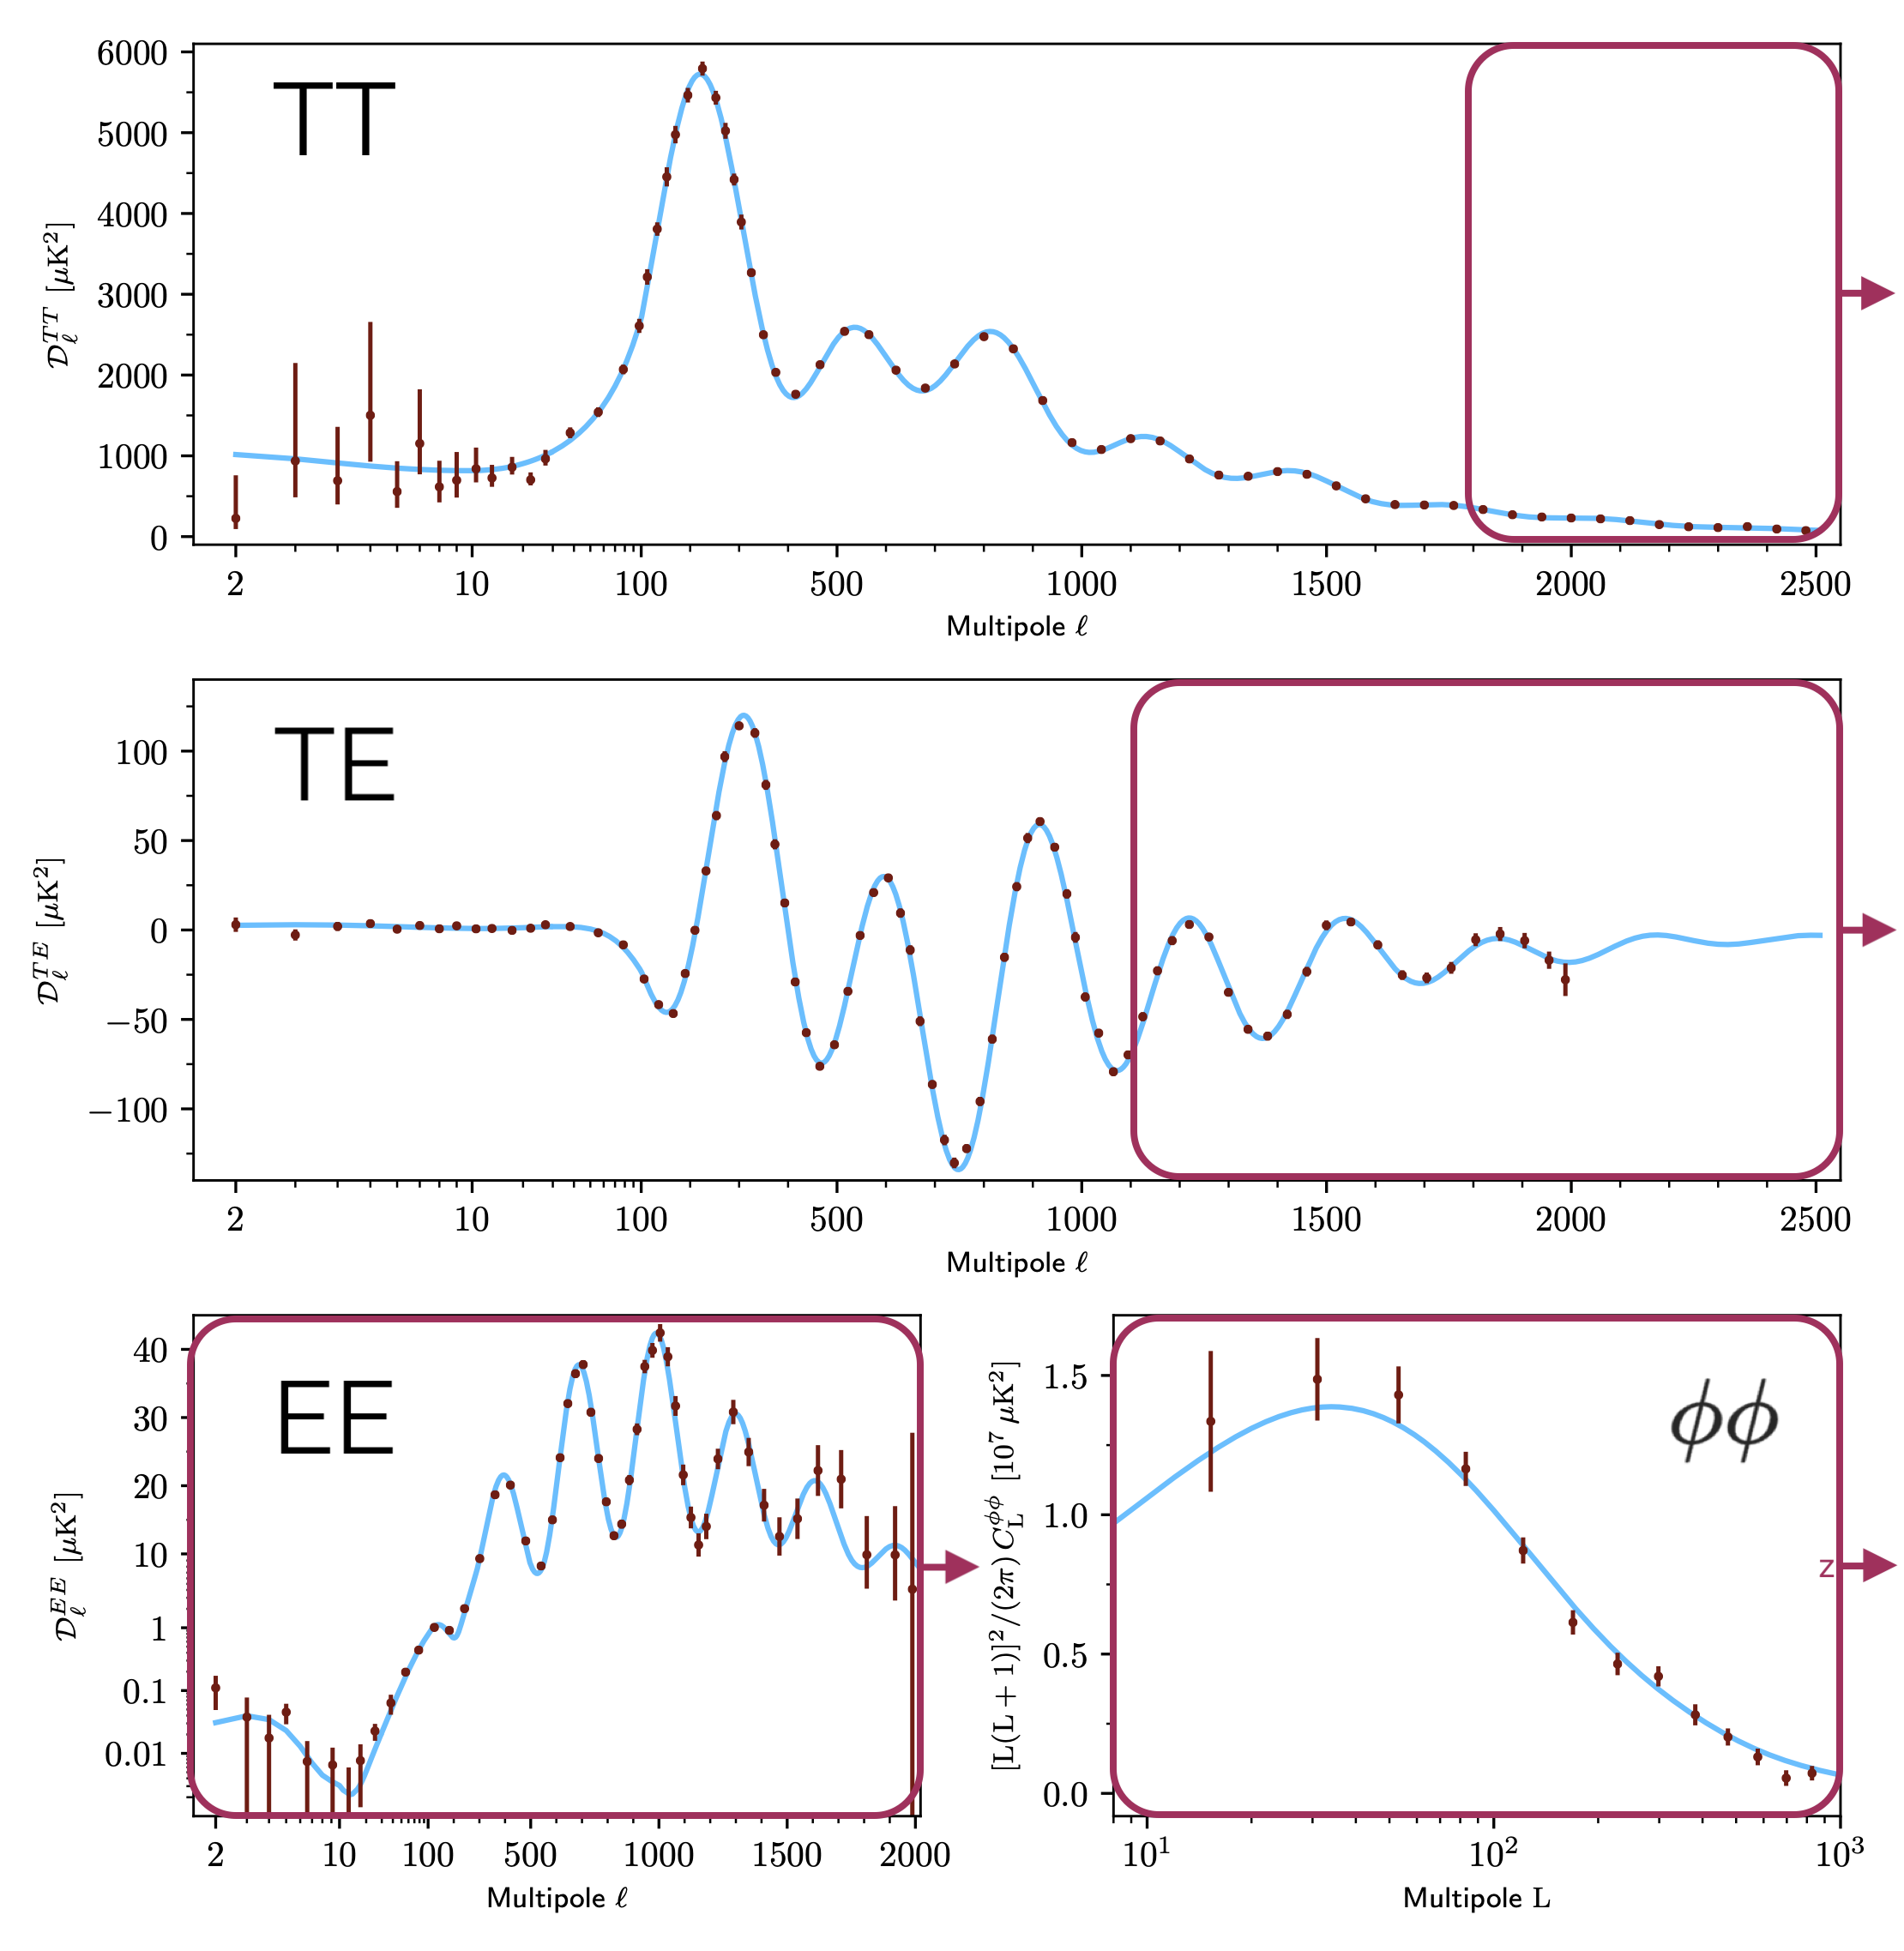 TT
6000
5000
4000
3000
2000
1000
0
𝒟ℓ^TT [μK²]
2 10 100 500 1000 1500 2000 2500
Multipole ℓ
TE
100
50
0
−50
−100
𝒟ℓ^TE [μK²]
2 10 100 500 1000 1500 2000 2500
Multipole ℓ
EE
40
30
20
10
1
0.1
0.01
𝒟ℓ^EE [μK²]
2 10 100 500 1000 1500 2000
Multipole ℓ
ϕϕ
1.5
1.0
0.5
0.0
[L(L + 1)]²/(2π) C_L^ϕϕ [10⁷ μK²]
z
10¹ 10² 10³
Multipole L